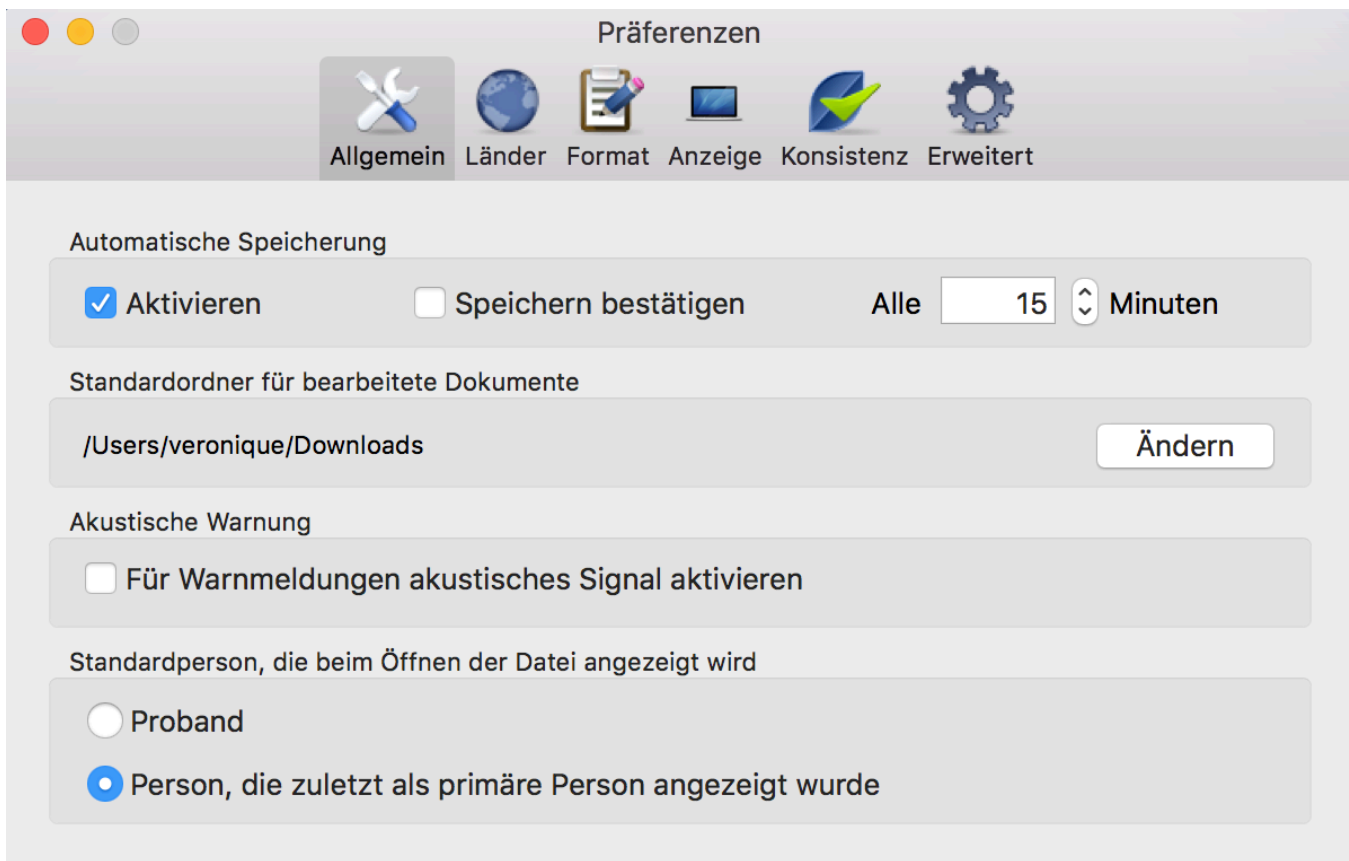 Präferenzen
Allgemein Länder Format Anzeige Konsistenz Erweitert
Automatische Speicherung
Aktivieren Speichern bestätigen Alle 15 Minuten
Standardordner für bearbeitete Dokumente
/Users/veronique/Downloads Ändern
Akustische Warnung
Für Warnmeldungen akustisches Signal aktivieren
Standardperson, die beim Öffnen der Datei angezeigt wird
Proband
Person, die zuletzt als primäre Person angezeigt wurde